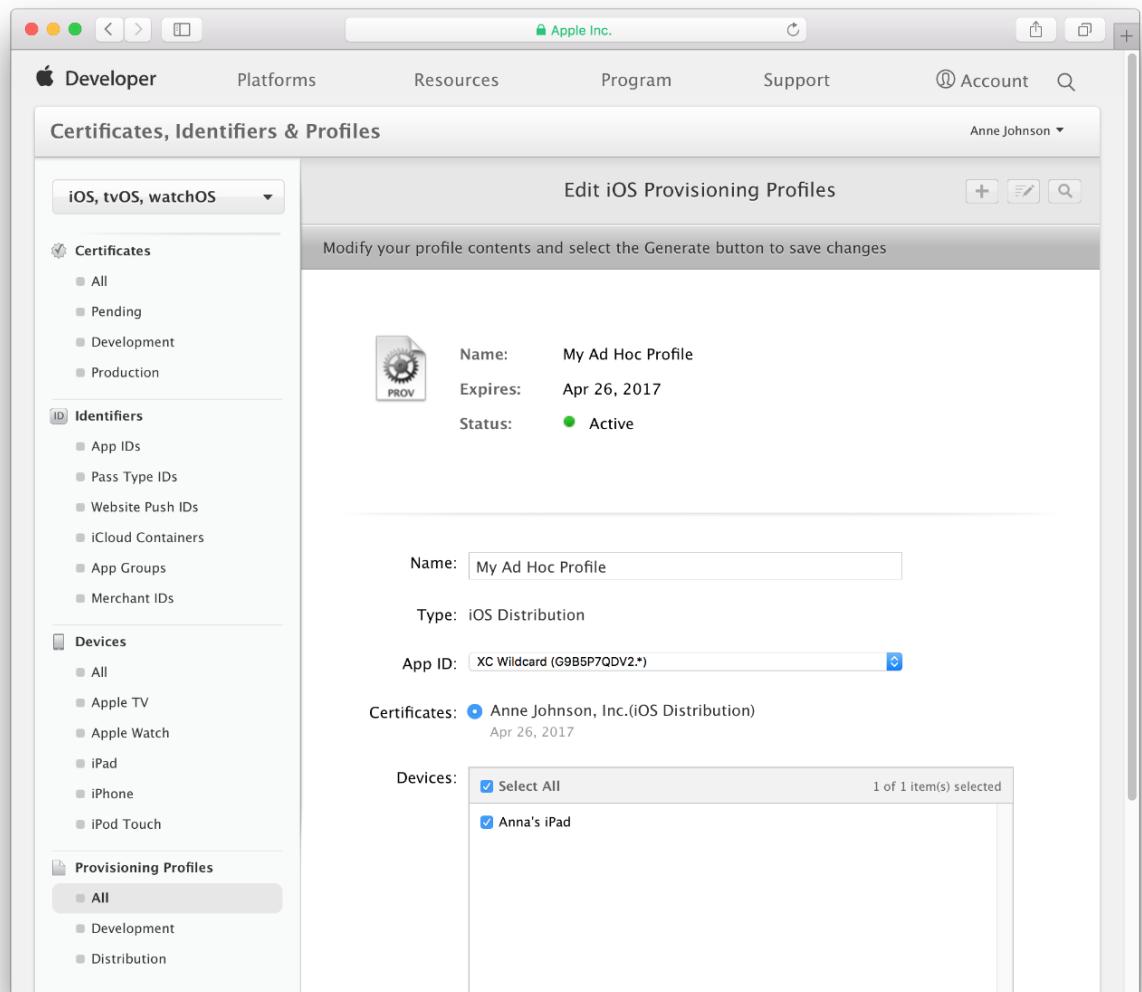 Apple Inc.
Developer Platforms Resources Program Support Account
Certificates, Identifiers & Profiles Anne Johnson
iOS, tvOS, watchOS
Certificates
All
Pending
Development
Production
ID Identifiers
App IDs
Pass Type IDs
Website Push IDs
iCloud Containers
App Groups
Merchant IDs
Devices
All
Apple TV
Apple Watch
iPad
iPhone
iPod Touch
Provisioning Profiles
All
Development
Distribution
Edit iOS Provisioning Profiles
Modify your profile contents and select the Generate button to save changes
PROV
Name: My Ad Hoc Profile
Expires: Apr 26, 2017
Status: Active
Name: My Ad Hoc Profile
Type: iOS Distribution
App ID: XC Wildcard (G9B5P7QDV2.*)
Certificates: Anne Johnson, Inc.(iOS Distribution)
Apr 26, 2017
Devices: Select All 1 of 1 item(s) selected
Anna's iPad